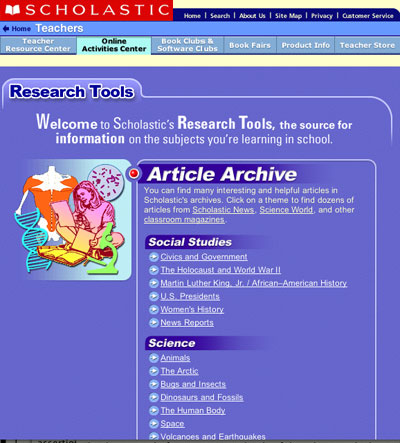 SCHOLASTIC
Home | Search | About Us | Site Map | Privacy | Customer Service
Home Teachers
Teacher Resource Center
Online Activities Center
Book Clubs & Software Clubs
Book Fairs
Product Info
Teacher Store
Research Tools
Welcome to Scholastic's Research Tools, the source for
information on the subjects you're learning in school.
Article Archive
You can find many interesting and helpful articles in
Scholastic's archives. Click on a theme to find dozens of
articles from Scholastic News, Science World, and other
classroom magazines.
Social Studies
Civics and Government
The Holocaust and World War II
Martin Luther King, Jr. / African–American History
U.S. Presidents
Women's History
News Reports
Science
Animals
The Arctic
Bugs and Insects
Dinosaurs and Fossils
The Human Body
Space
Volcanoes and Earthquakes